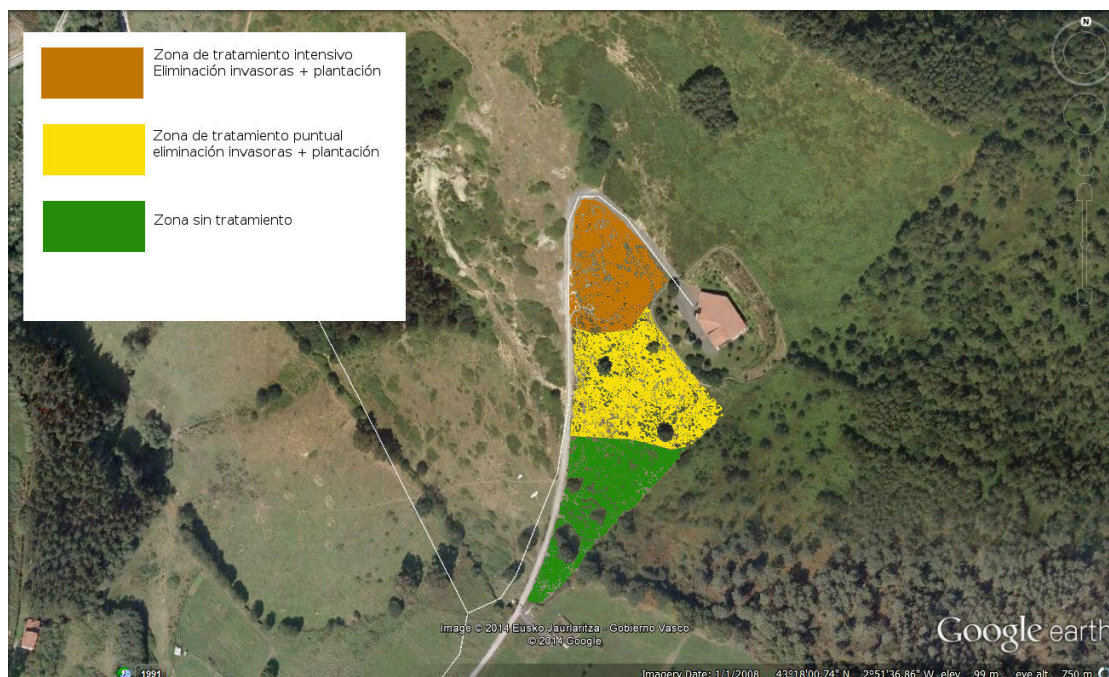 Zona de tratamiento intensivo
Eliminación invasoras + plantación
Zona de tratamiento puntual
eliminación invasoras + plantación
Zona sin tratamiento
N
Image © 2014 Eusko Jaurlaritza - Gobierno Vasco
© 2014 Google
Google earth
1991
Imagery Date: 1/1/2008 43°18'00.74" N 2°51'36.86" W elev 99 m eye alt 750 m